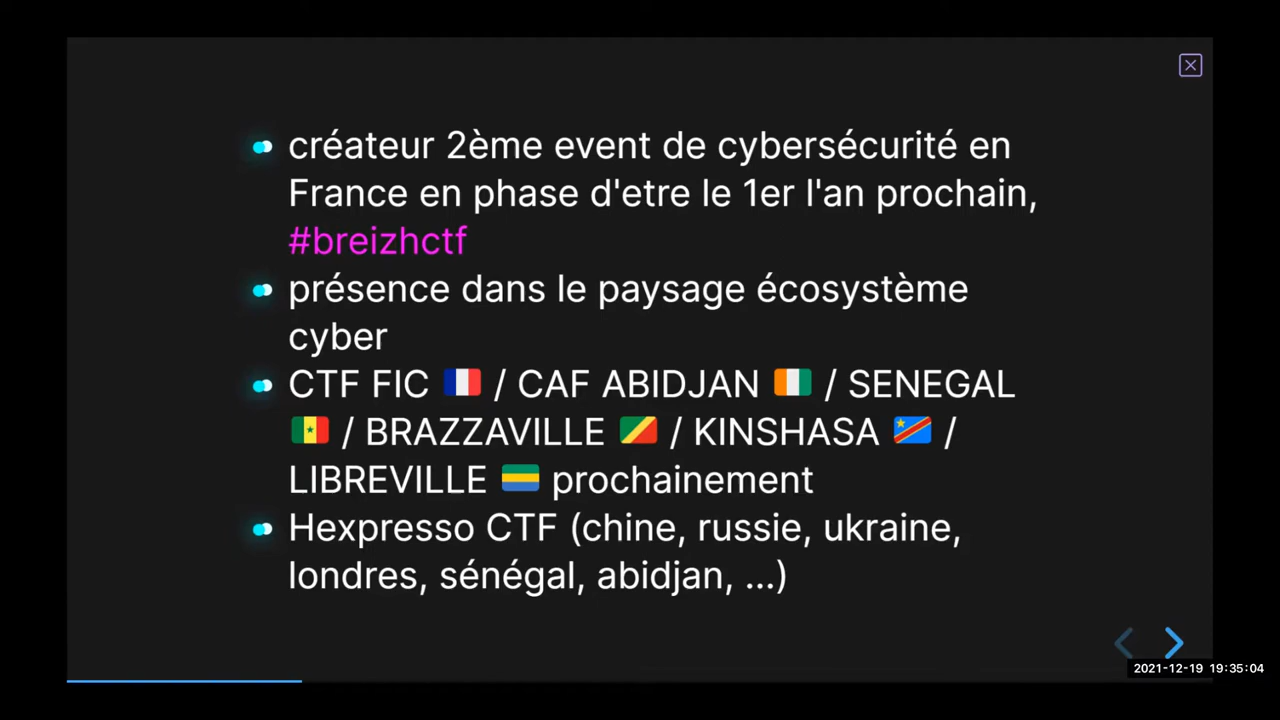 créateur 2ème event de cybersécurité en
France en phase d'etre le 1er l'an prochain,
#breizhctf
présence dans le paysage écosystème
cyber
CTF FIC 🇫🇷 / CAF ABIDJAN 🇨🇮 / SENEGAL
🇸🇳 / BRAZZAVILLE 🇨🇬 / KINSHASA 🇨🇩 /
LIBREVILLE 🇬🇦 prochainement
Hexpresso CTF (chine, russie, ukraine,
londres, sénégal, abidjan, ...)
2021-12-19 19:35:04